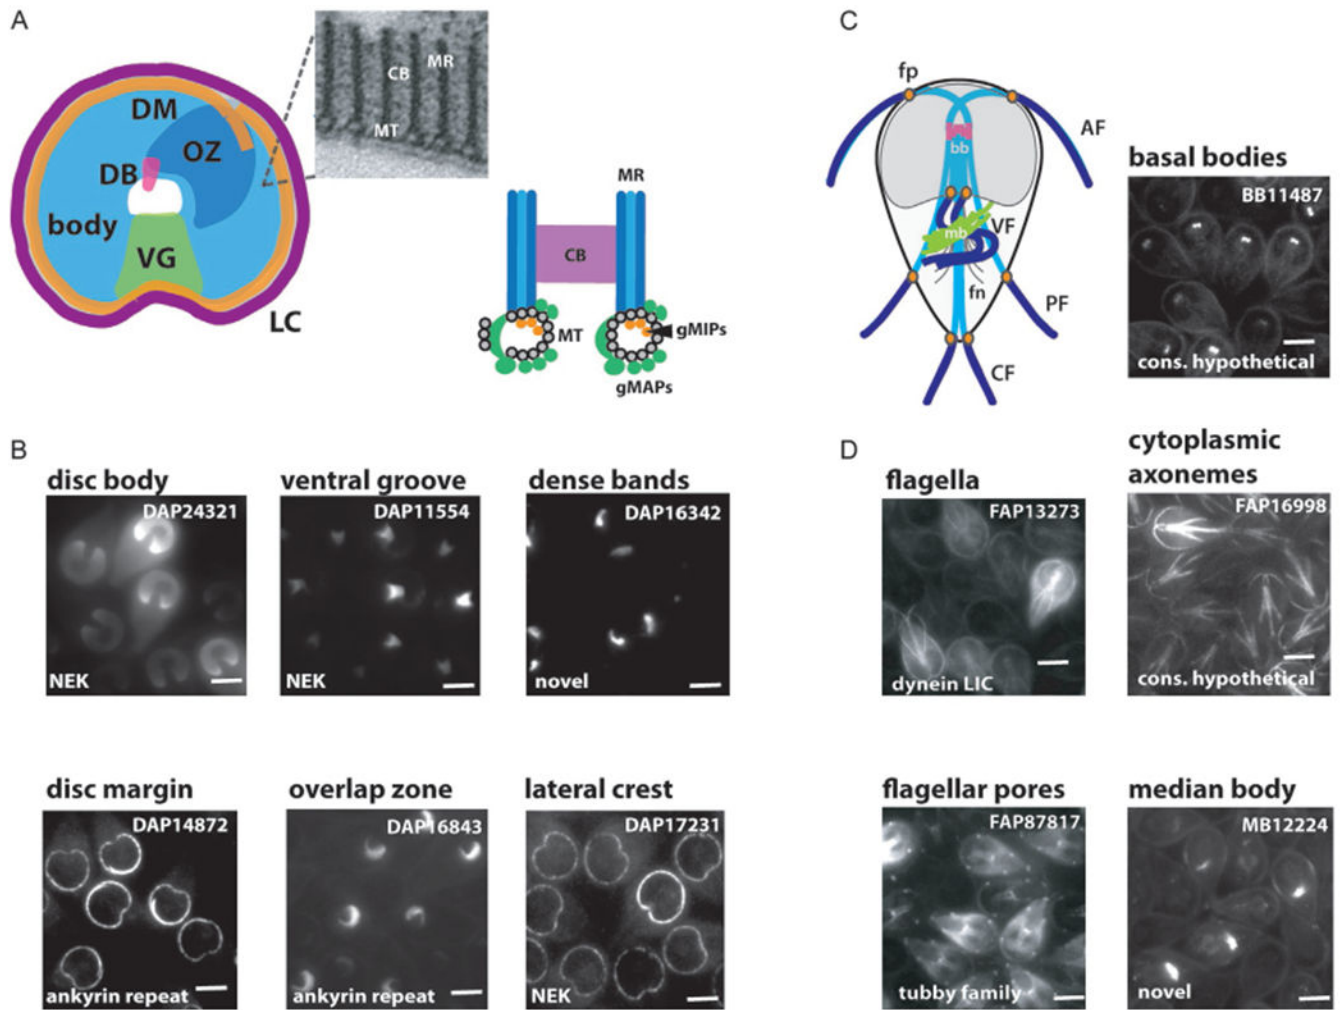 A
DM
OZ
DB
body
VG
LC
CB
MR
MT
MR
CB
MT
gMIPs
gMAPs
B
disc body
DAP24321
NEK
ventral groove
DAP11554
NEK
dense bands
DAP16342
novel
disc margin
DAP14872
ankyrin repeat
overlap zone
DAP16843
ankyrin repeat
lateral crest
DAP17231
NEK
C
fp
AF
bb
VF
mb
fn
PF
CF
basal bodies
BB11487
cons. hypothetical
D
flagella
FAP13273
dynein LIC
cytoplasmic
axonemes
FAP16998
cons. hypothetical
flagellar pores
FAP87817
tubby family
median body
MB12224
novel